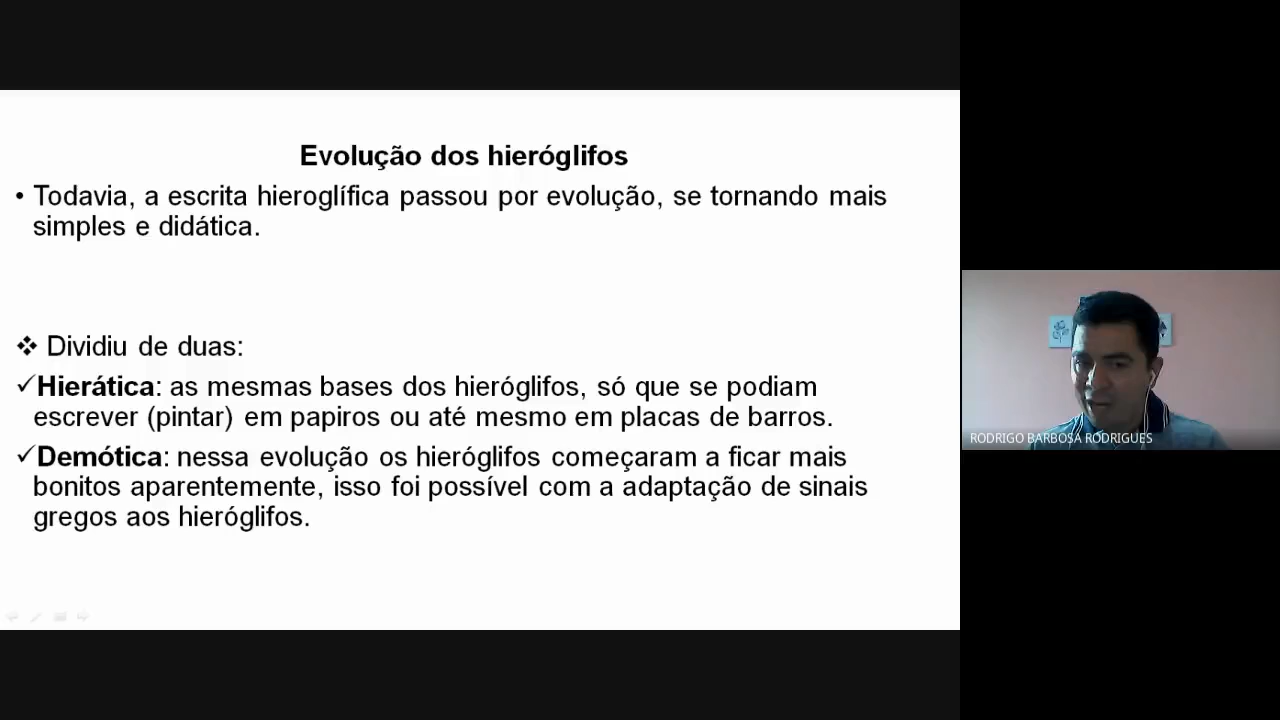 Evolução dos hieróglifos
• Todavia, a escrita hieroglífica passou por evolução, se tornando mais
simples e didática.
❖ Dividiu de duas:
✓Hierática: as mesmas bases dos hieróglifos, só que se podiam
escrever (pintar) em papiros ou até mesmo em placas de barros.
✓Demótica: nessa evolução os hieróglifos começaram a ficar mais
bonitos aparentemente, isso foi possível com a adaptação de sinais
gregos aos hieróglifos.
RODRIGO BARBOSA RODRIGUES